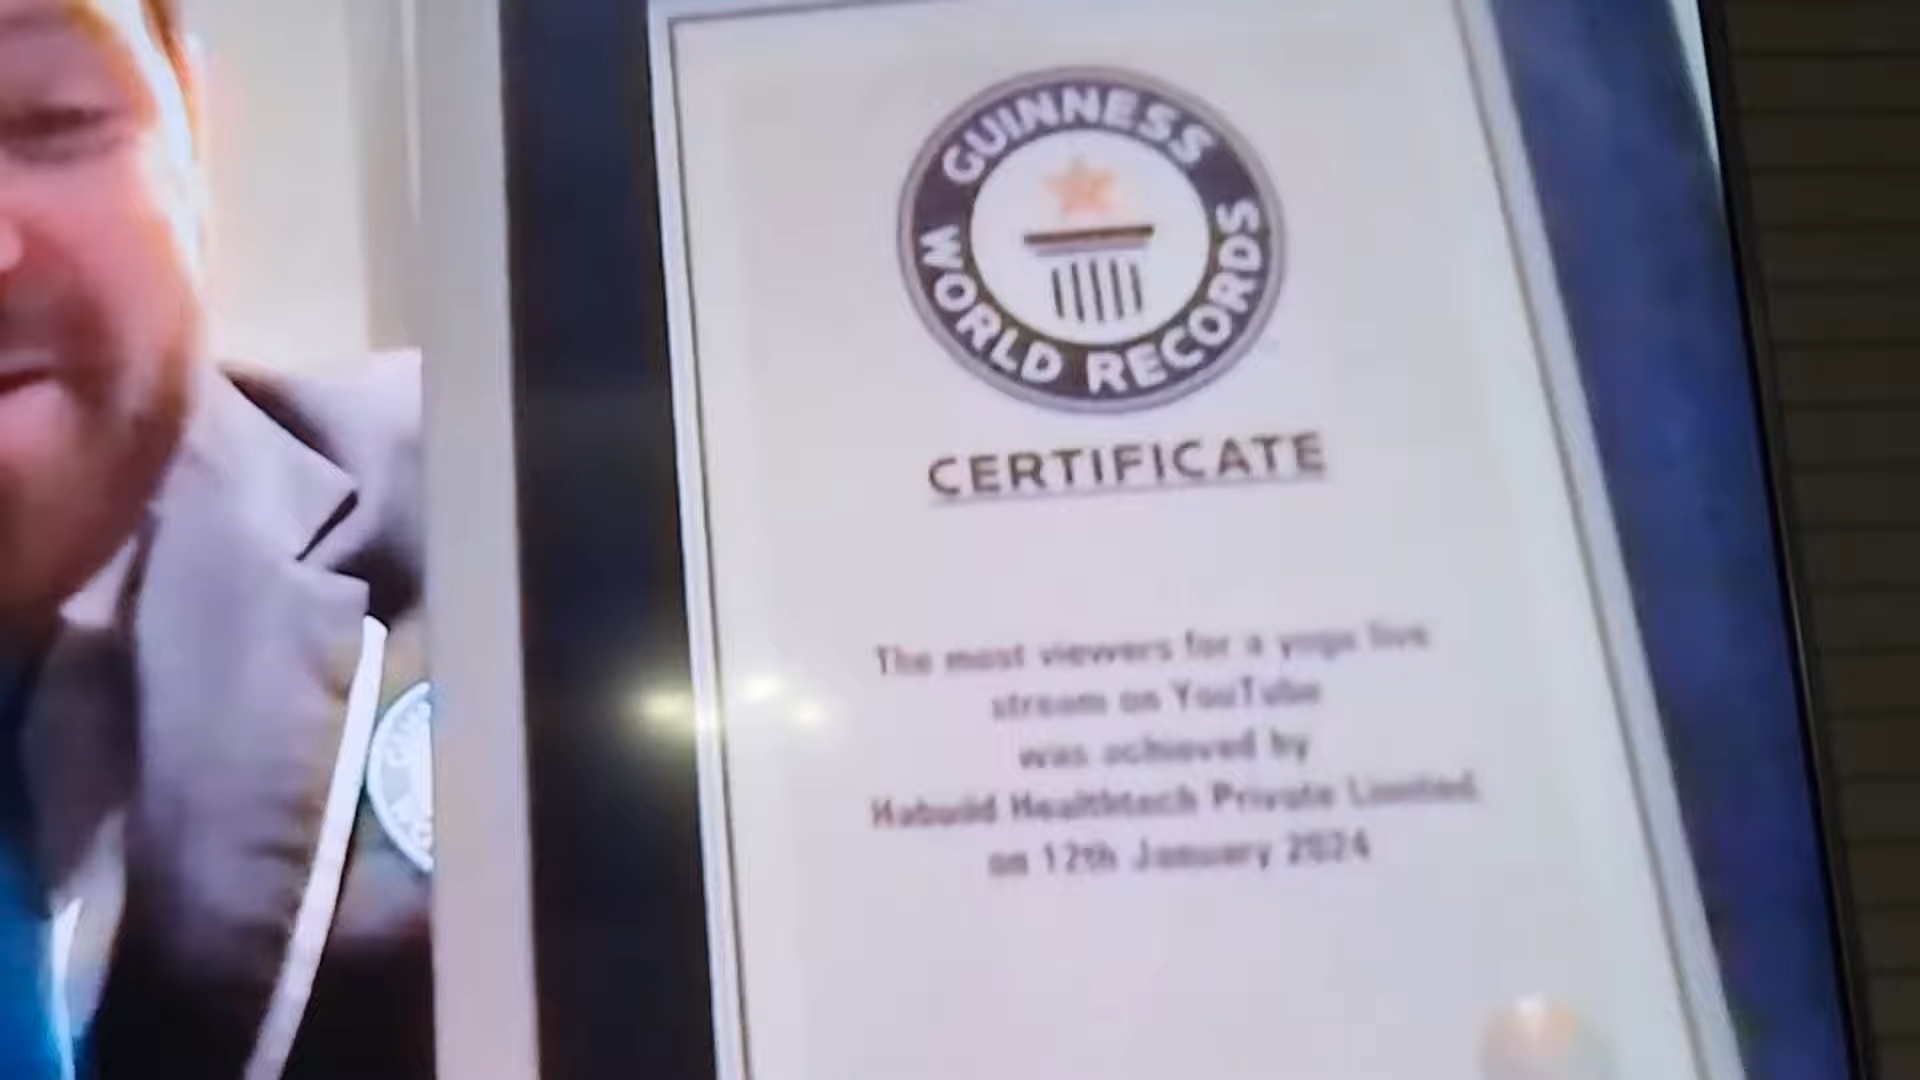 GUINNESS
WORLD RECORDS
CERTIFICATE
The most viewers for a yoga live
stream on YouTube
was achieved by
Habuild Healthtech Private Limited
on 12th January 2024